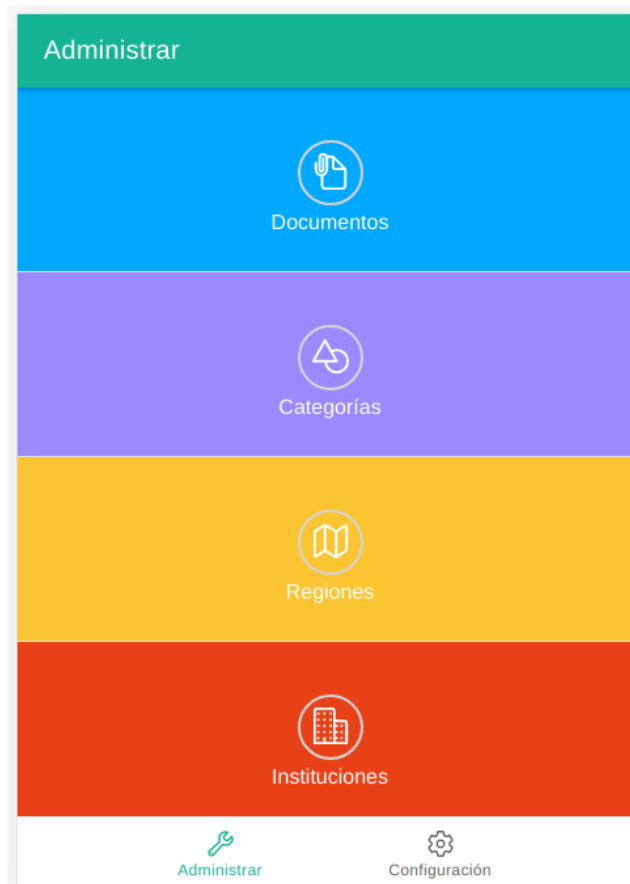 Administrar
Documentos
Categorías
Regiones
Instituciones
Administrar
Configuración